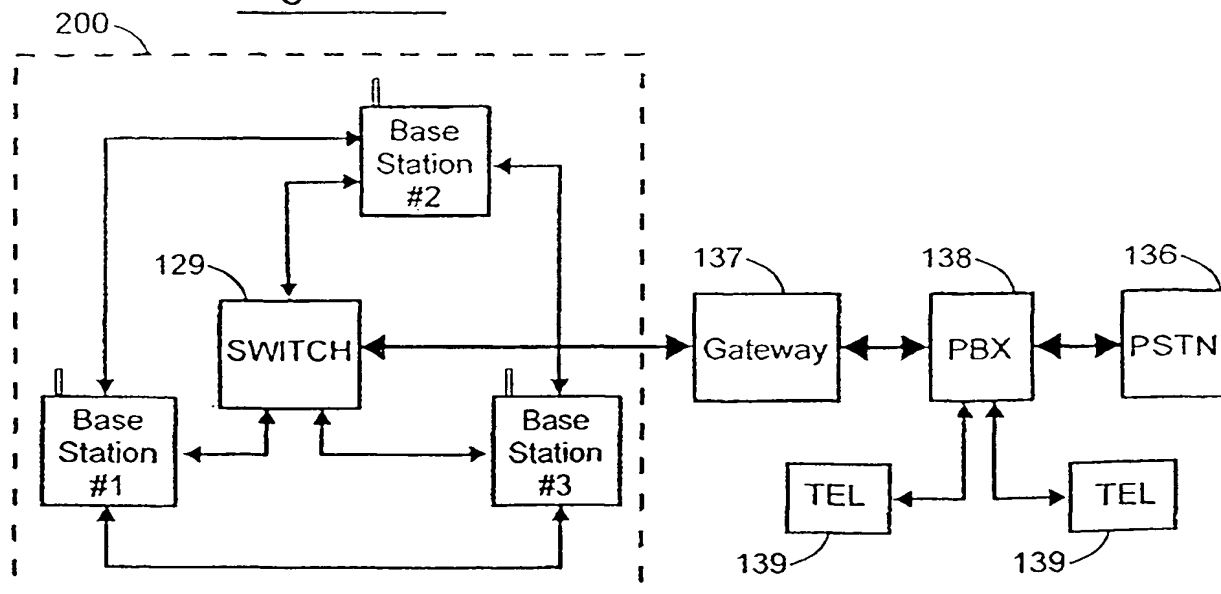 200
Base
Station
#2
129
SWITCH
137
Gateway
138
PBX
136
PSTN
Base
Station
#1
Base
Station
#3
TEL
139
TEL
139